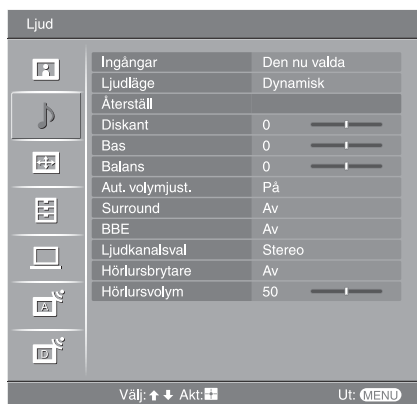 Ljud
Ingångar Den nu valda
Ljudläge Dynamisk
Återställ
Diskant 0
Bas 0
Balans 0
Aut. volymjust. På
Surround Av
BBE Av
Ljudkanalsval Stereo
Hörlursbrytare Av
Hörlursvolym 50
A
D
Välj: Akt: Ut: MENU